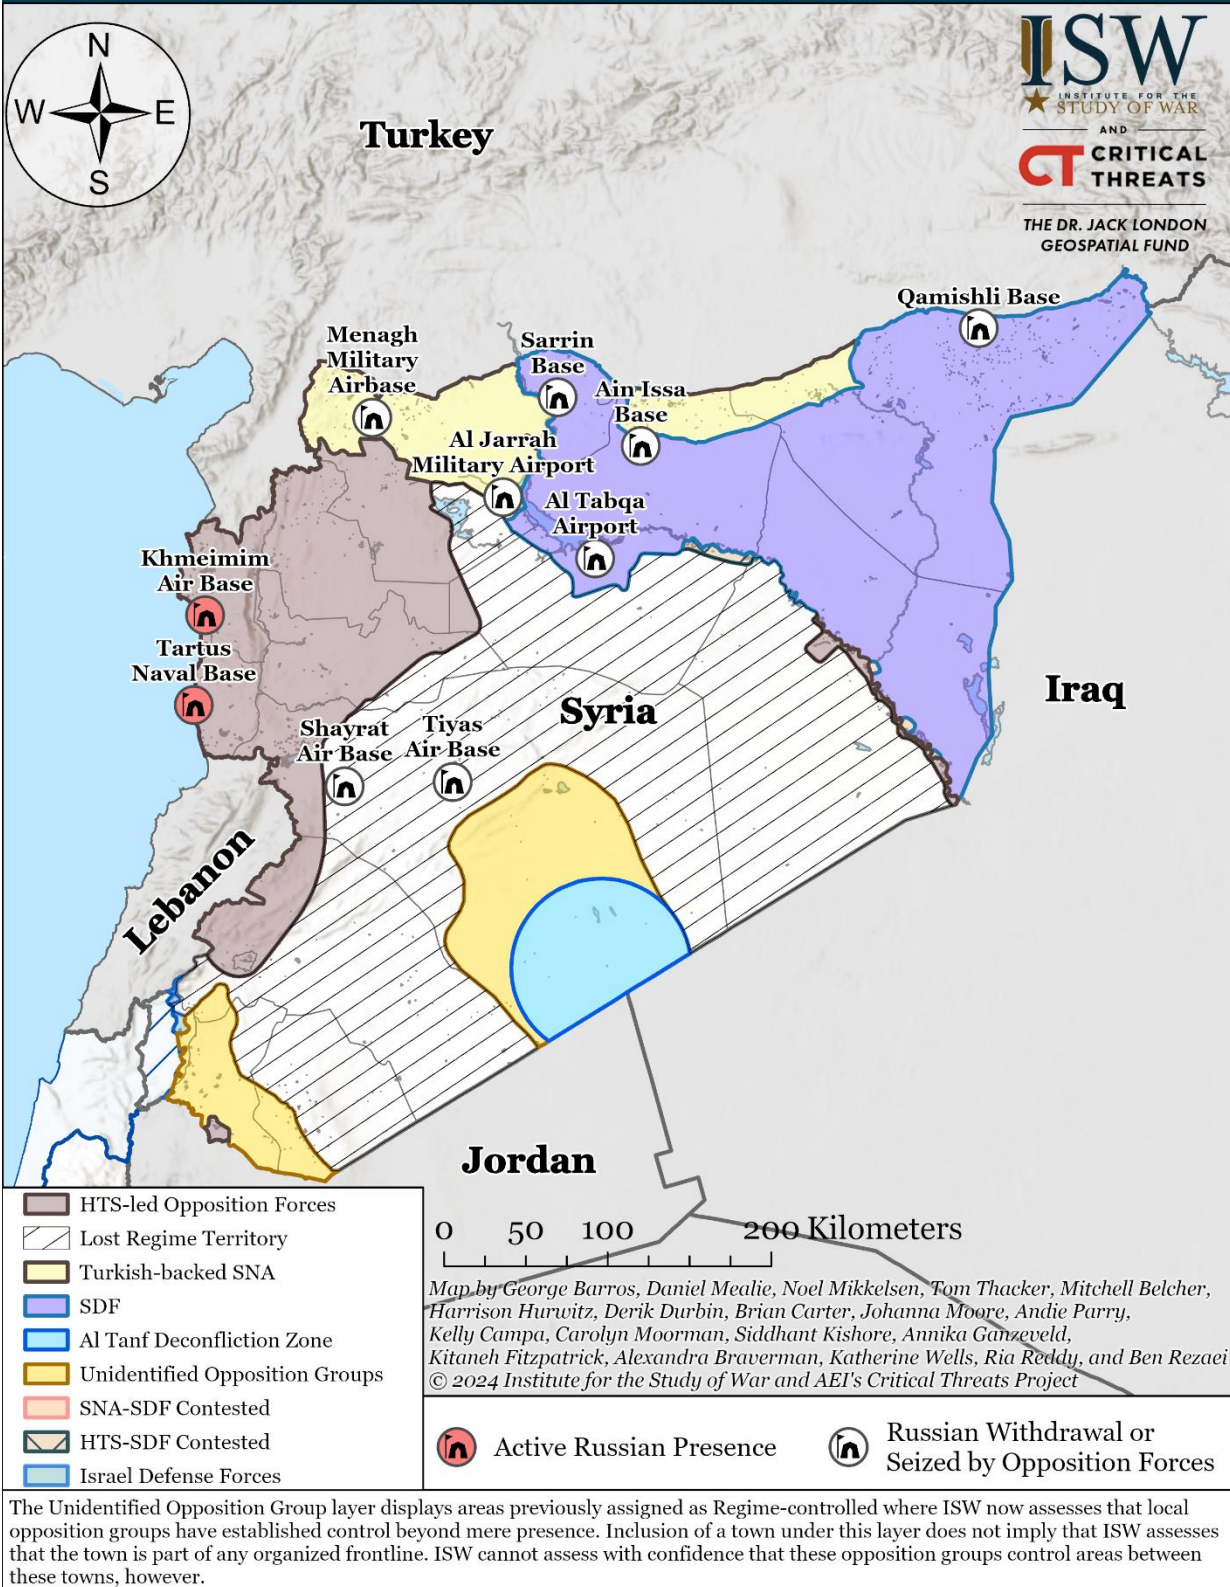 N
W
E
S
ISW
INSTITUTE FOR THE
STUDY OF WAR
AND
CT CRITICAL
THREATS
THE DR. JACK LONDON
GEOSPATIAL FUND
Turkey
Qamishli Base
Menagh
Military
Airbase
Sarrin
Base
Ain Issa
Base
Al Jarrah
Military Airport
Al Tabqa
Airport
Khmeimim
Air Base
Tartus
Naval Base
Syria
Iraq
Shayrat
Air Base
Tiyas
Air Base
Lebanon
Jordan
HTS-led Opposition Forces
Lost Regime Territory
Turkish-backed SNA
SDF
Al Tanf Deconfliction Zone
Unidentified Opposition Groups
SNA-SDF Contested
HTS-SDF Contested
Israel Defense Forces
0 50 100 200 Kilometers
Map by George Barros, Daniel Mealie, Noel Mikkelsen, Tom Thacker, Mitchell Belcher,
Harrison Hurwitz, Derik Durbin, Brian Carter, Johanna Moore, Andie Parry,
Kelly Campa, Carolyn Moorman, Siddhant Kishore, Annika Ganzeveld,
Kitaneh Fitzpatrick, Alexandra Braverman, Katherine Wells, Ria Reddy, and Ben Rezaei
© 2024 Institute for the Study of War and AEI's Critical Threats Project
Active Russian Presence
Russian Withdrawal or
Seized by Opposition Forces
The Unidentified Opposition Group layer displays areas previously assigned as Regime-controlled where ISW now assesses that local
opposition groups have established control beyond mere presence. Inclusion of a town under this layer does not imply that ISW assesses
that the town is part of any organized frontline. ISW cannot assess with confidence that these opposition groups control areas between
these towns, however.